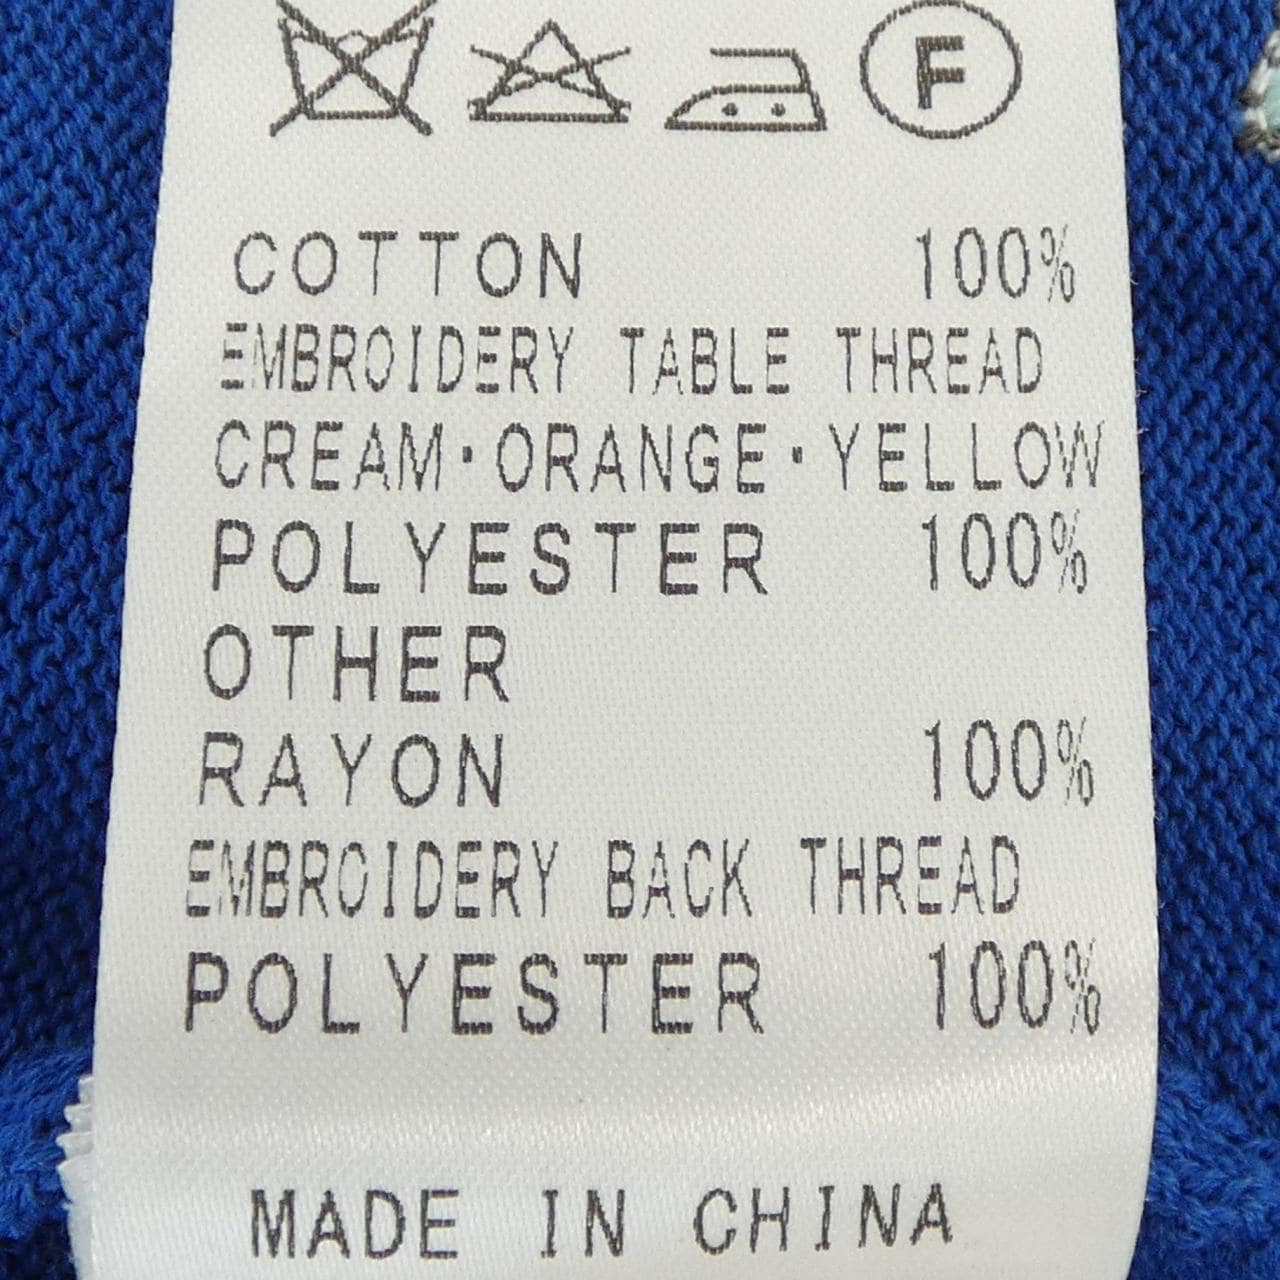 F
COTTON 100%
EMBROIDERY TABLE THREAD
CREAM・ORANGE・YELLOW
POLYESTER 100%
OTHER
RAYON 100%
EMBROIDERY BACK THREAD
POLYESTER 100%
MADE IN CHINA